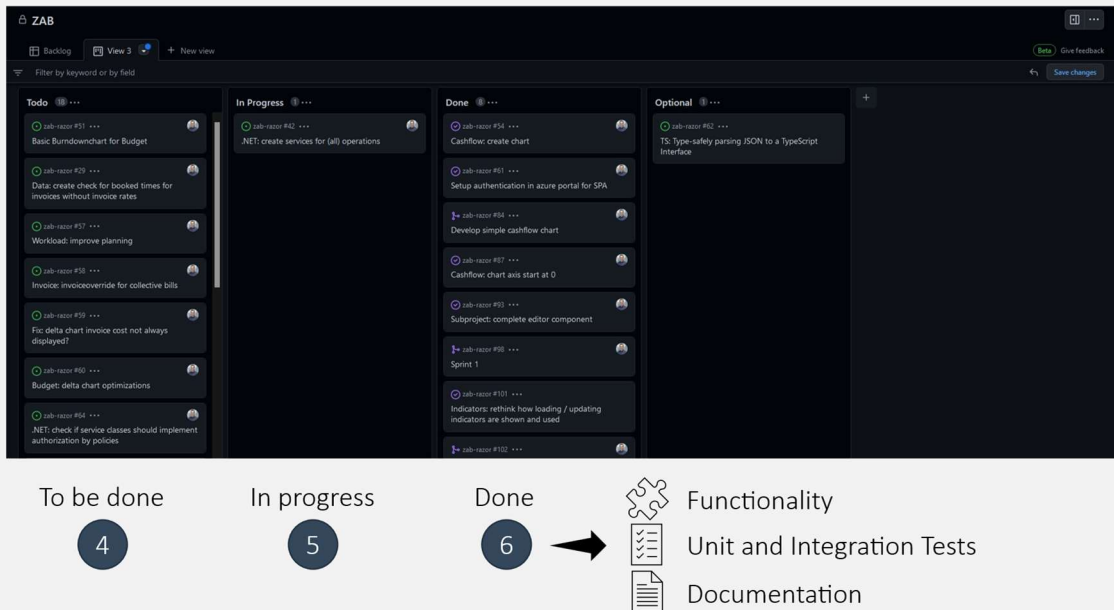 ZAB
Backlog
View 3
+ New view
Beta Give feedback
Filter by keyword or by field
Save changes
Todo 18 ...
zab-razor #51 ...
Basic Burndownchart for Budget
zab-razor #29 ...
Data: create check for booked times for
invoices without invoice rates
zab-razor #57 ...
Workload: improve planning
zab-razor #58 ...
Invoice: invoiceoverride for collective bills
zab-razor #59 ...
Fix: delta chart invoice cost not always
displayed?
zab-razor #60 ...
Budget: delta chart optimizations
zab-razor #64 ...
.NET: check if service classes should implement
authorization by policies
In Progress 1 ...
zab-razor #42 ...
.NET: create services for (all) operations
Done 8 ...
zab-razor #54 ...
Cashflow: create chart
zab-razor #61 ...
Setup authentication in azure portal for SPA
zab-razor #84 ...
Develop simple cashflow chart
zab-razor #87 ...
Cashflow: chart axis start at 0
zab-razor #93 ...
Subproject: complete editor component
zab-razor #98 ...
Sprint 1
zab-razor #101 ...
Indicators: rethink how loading / updating
indicators are shown and used
zab-razor #102 ...
Optional 1 ...
zab-razor #62 ...
TS: Type-safely parsing JSON to a TypeScript
Interface
+
To be done
4
In progress
5
Done
6
Functionality
Unit and Integration Tests
Documentation